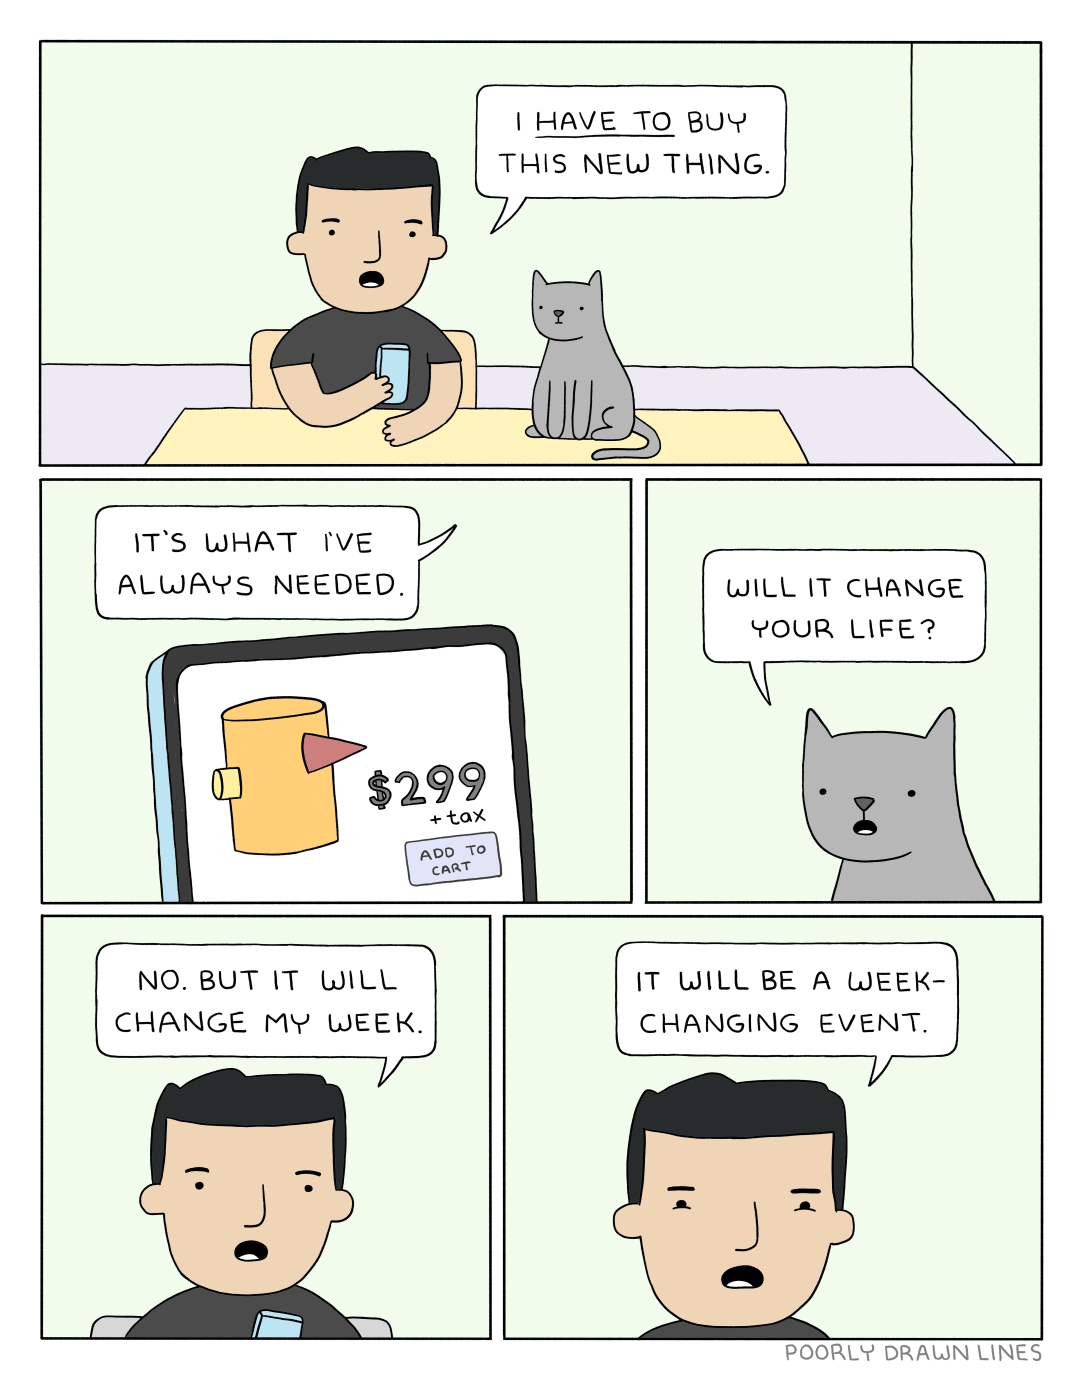 I HAVE TO BUY
THIS NEW THING.
IT'S WHAT I'VE
ALWAYS NEEDED.
$299
+ tax
ADD TO
CART
WILL IT CHANGE
YOUR LIFE?
NO. BUT IT WILL
CHANGE MY WEEK.
IT WILL BE A WEEK-
CHANGING EVENT.
POORLY DRAWN LINES